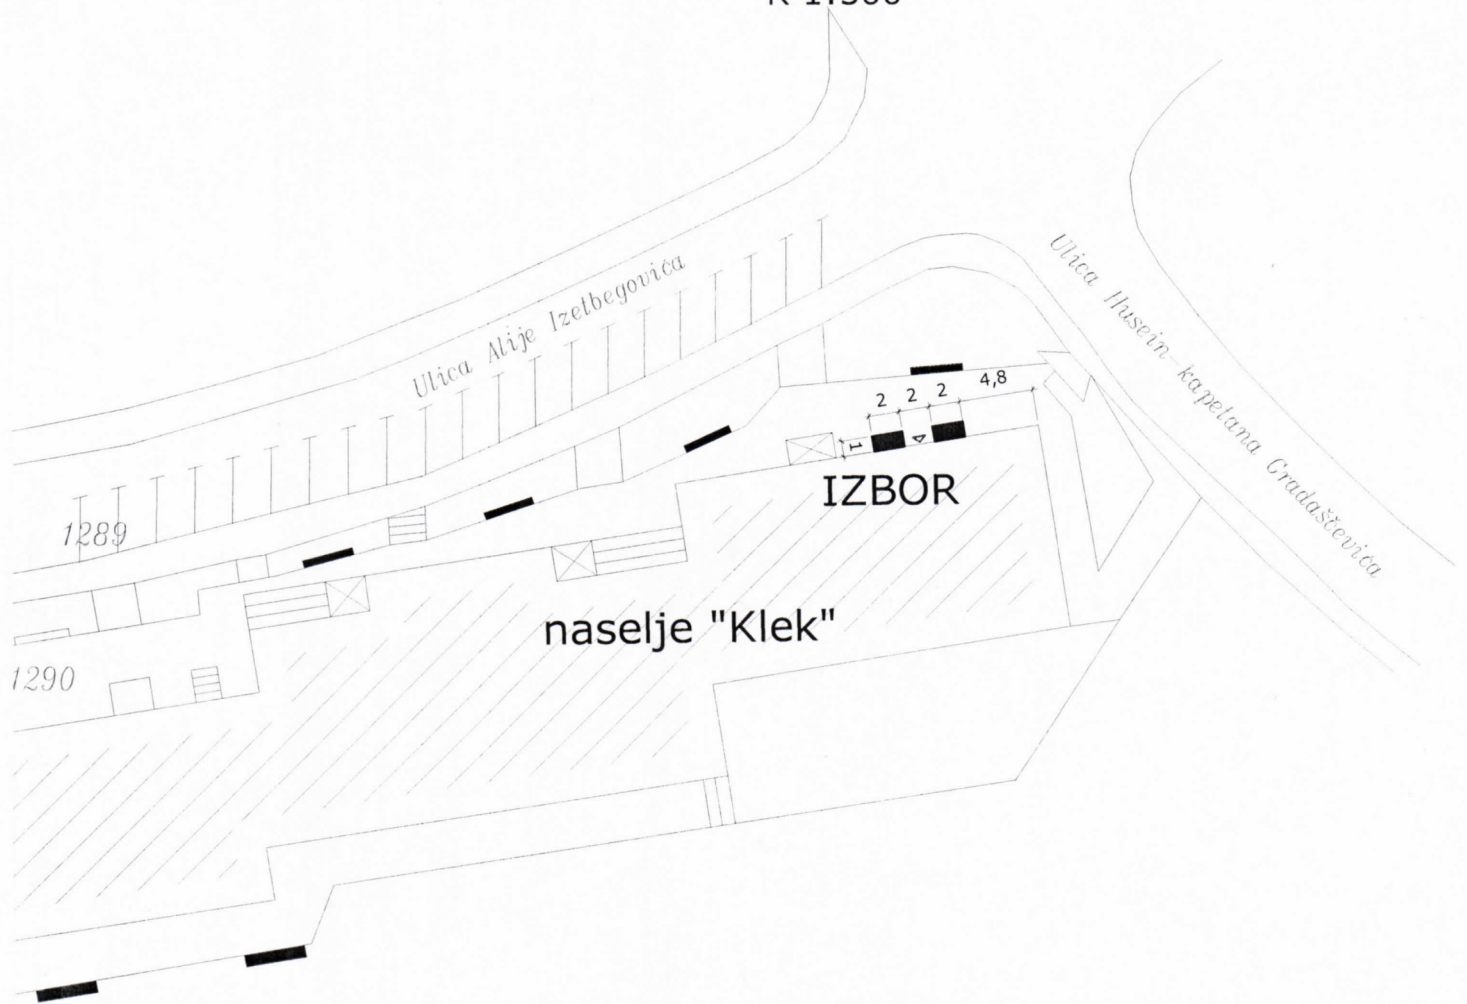 R 1:500
Ulica Alije Izetbegovića
Ulica Husein-kapetana Gradaščevića
2 2 2 4,8
1
IZBOR
1289
naselje "Klek"
1290